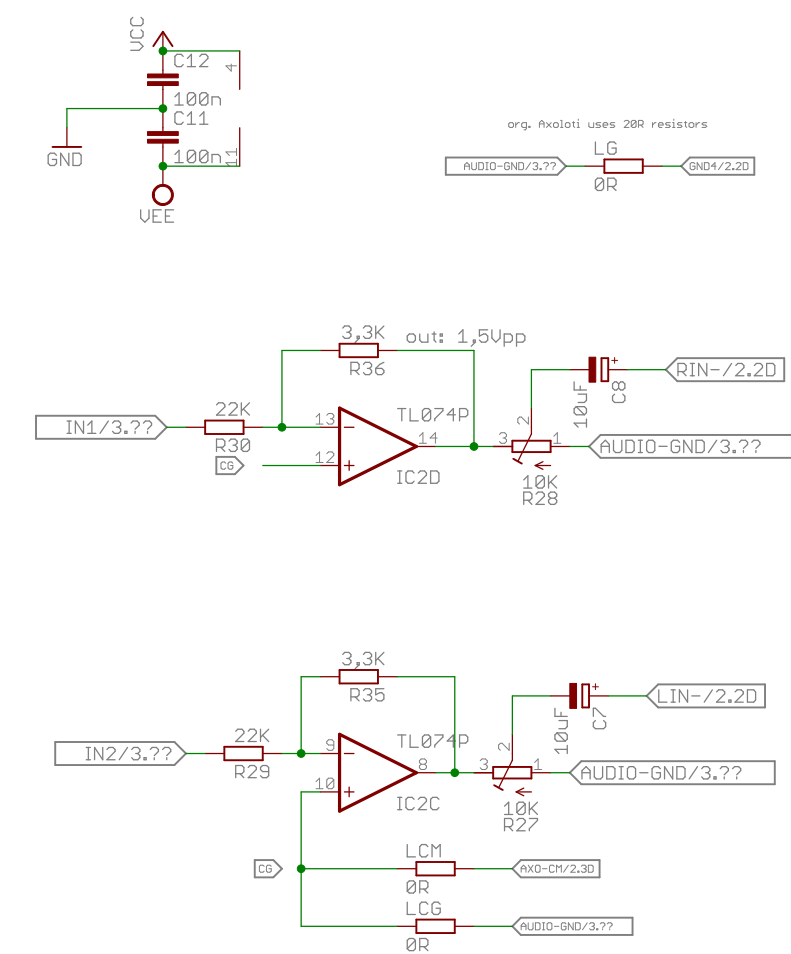 VCC
C12
4
100n
C11
GND
100n
11
VEE
org. Axoloti uses 20R resistors
LG
AUDIO-GND/3.??
GND4/2.2D
0R
3,3K
out: 1,5Vpp
R36
RIN-/2.2D
10uF
C8
+
22K
IN1/3.??
13
TL074P
2
R30
14
3
1
AUDIO-GND/3.??
CG
12
IC2D
10K
R28
3,3K
R35
LIN-/2.2D
10uF
C7
+
22K
TL074P
2
IN2/3.??
9
R29
8
3
1
AUDIO-GND/3.??
10
IC2C
10K
R27
LCM
CG
AXO-CM/2.3D
0R
LCG
AUDIO-GND/3.??
0R